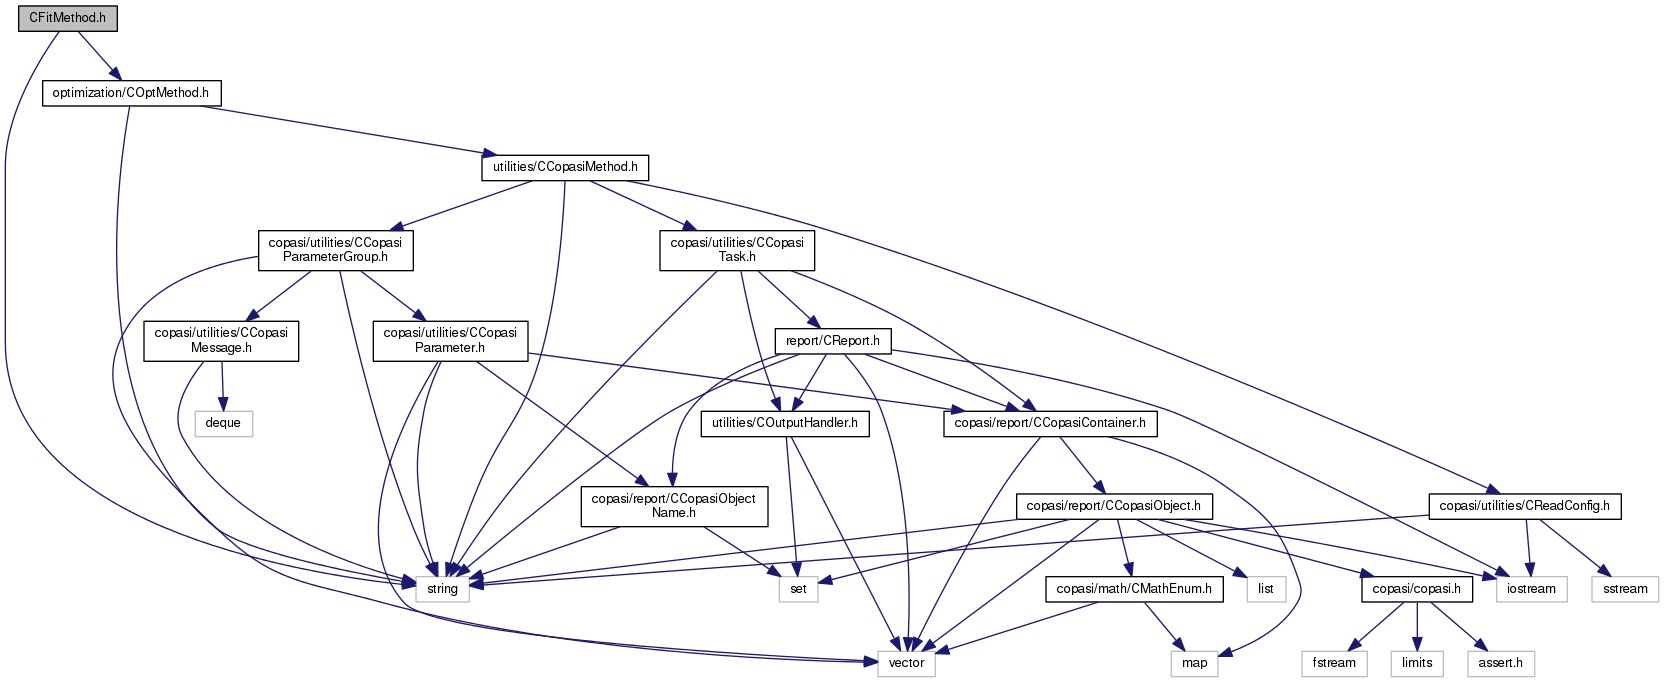 CFitMethod.h
optimization/COptMethod.h
utilities/CCopasiMethod.h
copasi/utilities/CCopasi
ParameterGroup.h
copasi/utilities/CCopasi
Task.h
copasi/utilities/CCopasi
Message.h
copasi/utilities/CCopasi
Parameter.h
report/CReport.h
deque
utilities/COutputHandler.h
copasi/report/CCopasiContainer.h
copasi/report/CCopasiObject
Name.h
copasi/report/CCopasiObject.h
copasi/utilities/CReadConfig.h
string
set
copasi/math/CMathEnum.h
list
copasi/copasi.h
iostream
sstream
vector
map
fstream
limits
assert.h